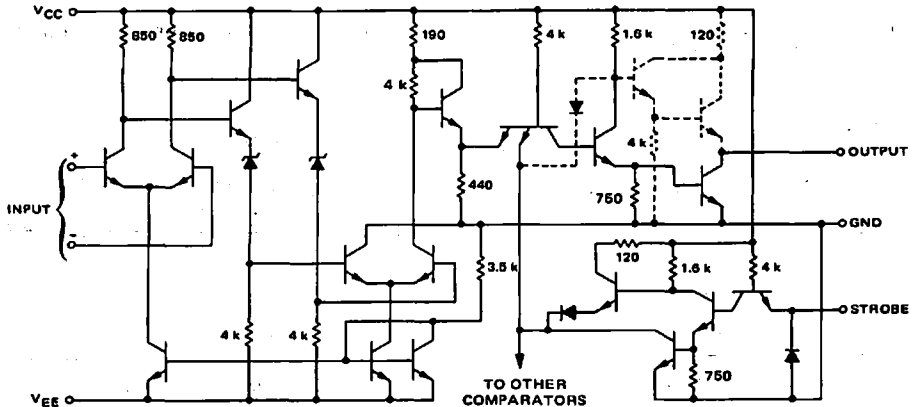 VCC
850
850
190
4 k
1.6 k
120
4 k
4 k
+
INPUT
-
440
750
OUTPUT
GND
3.5 k
120
1.6 k
4 k
STROBE
4 k
4 k
750
VEE
TO OTHER
COMPARATORS